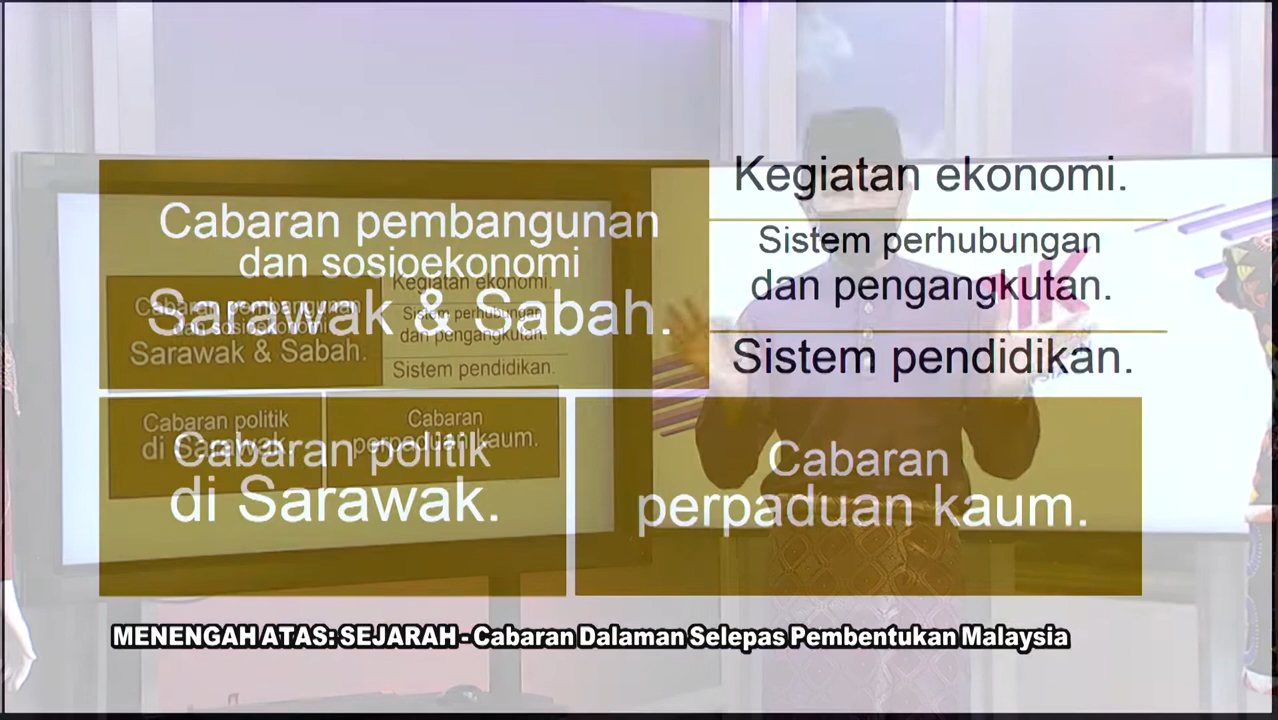 Cabaran pembangunan
dan sosioekonomi
Sarawak & Sabah.
Kegiatan ekonomi.
Sistem perhubungan
dan pengangkutan.
Sistem pendidikan.
Cabaran politik
di Sarawak.
Cabaran
perpaduan kaum.
Cabaran pembangunan
dan sosioekonomi
Sarawak & Sabah.
Kegiatan ekonomi.
Sistem perhubungan
dan pengangkutan.
Sistem pendidikan.
Cabaran politik
di Sarawak.
Cabaran
perpaduan kaum.
MENENGAH ATAS: SEJARAH - Cabaran Dalaman Selepas Pembentukan Malaysia